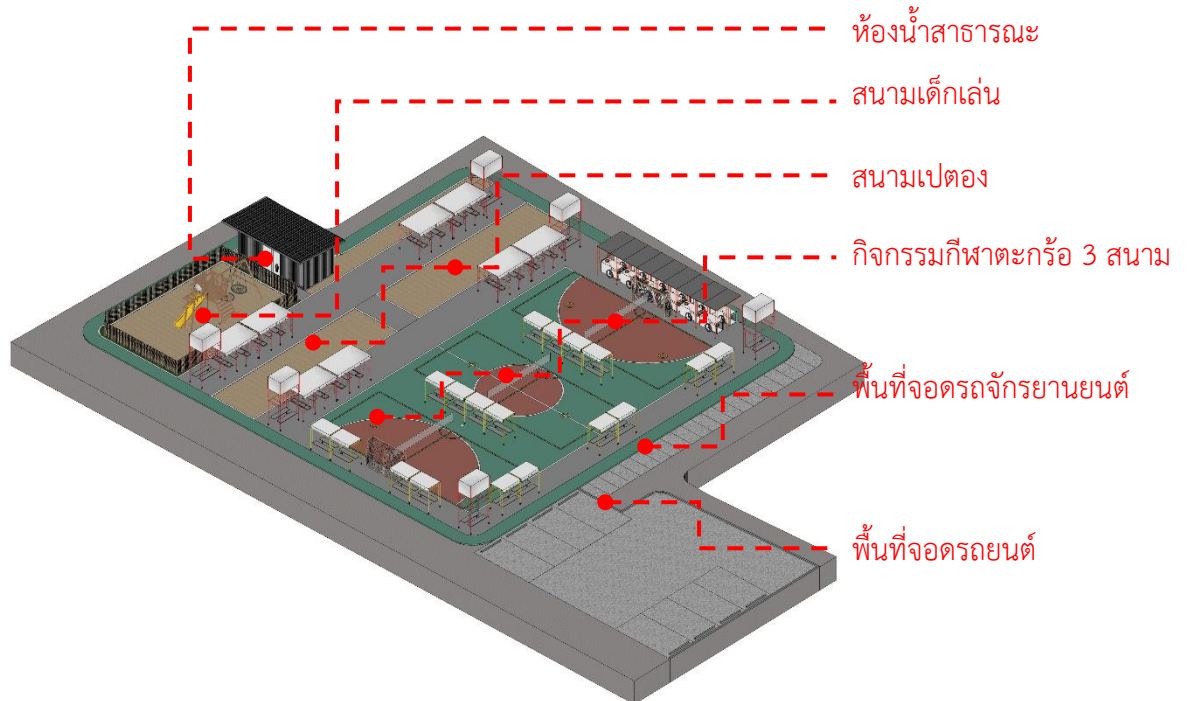 ห้องน้ำสาธารณะ
สนามเด็กเล่น
สนามเปตอง
กิจกรรมกีฬาตะกร้อ 3 สนาม
พื้นที่จอดรถจักรยานยนต์
พื้นที่จอดรถยนต์